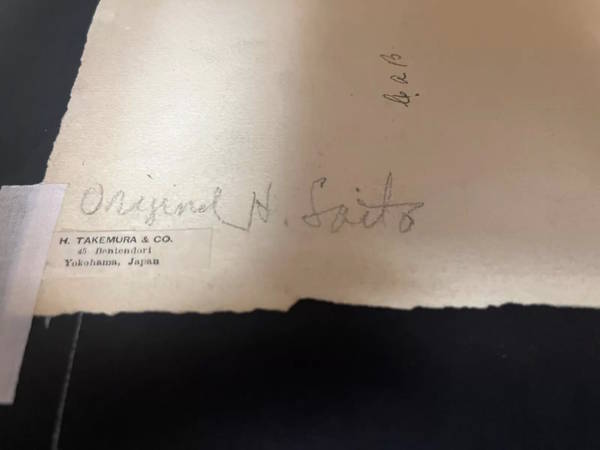 Original H. Saito
H. TAKEMURA & CO.
45 Bentendori
Yokohama, Japan